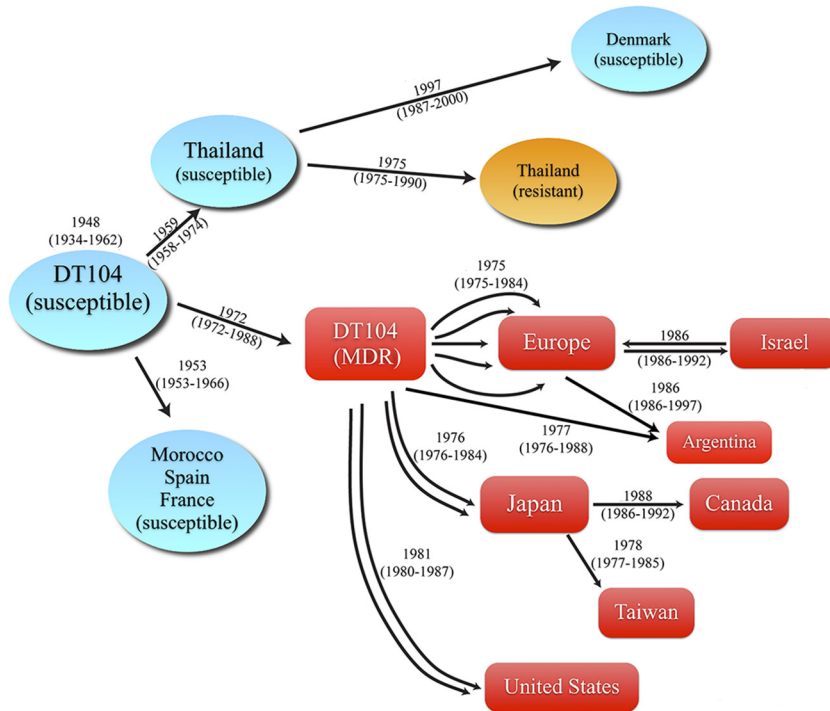 Denmark
(susceptible)
1997
(1987-2000)
Thailand
(susceptible)
1975
(1975-1990)
Thailand
(resistant)
1948
(1934-1962)
1959
(1958-1974)
DT104
(susceptible)
1972
(1972-1988)
1953
(1953-1966)
Morocco
Spain
France
(susceptible)
DT104
(MDR)
1975
(1975-1984)
Europe
1986
(1986-1992)
Israel
1986
(1986-1997)
1977
(1976-1988)
Argentina
1976
(1976-1984)
Japan
1988
(1986-1992)
Canada
1978
(1977-1985)
Taiwan
1981
(1980-1987)
United States